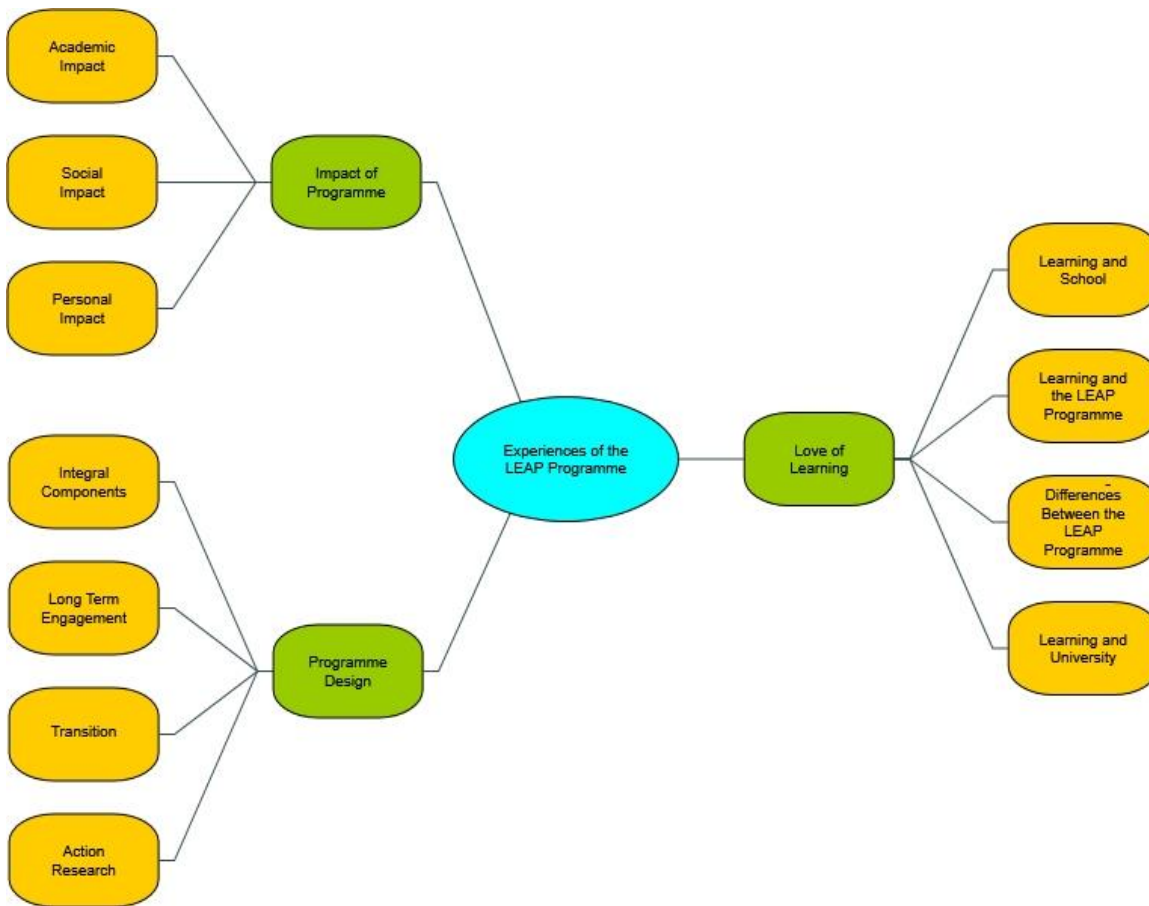 Academic
Impact
Social
Impact
Personal
Impact
Impact of
Programme
Integral
Components
Long Term
Engagement
Transition
Action
Research
Programme
Design
Experiences of the
LEAP Programme
Love of
Learning
Learning and
School
Learning and
the LEAP
Programme
Differences
Between the
LEAP
Programme
Learning and
University